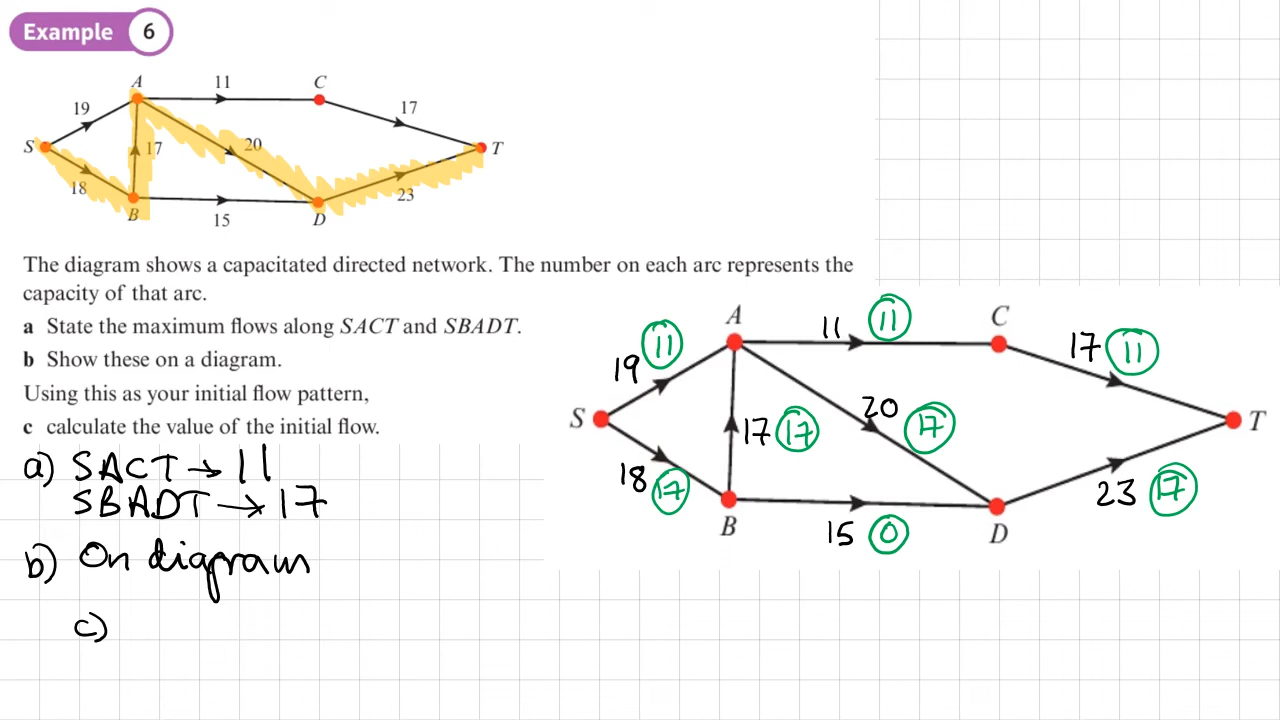 Example 6
A 11 C
19 17
S 17 20 T
18 23
B 15 D
The diagram shows a capacitated directed network. The number on each arc represents the
capacity of that arc.
a State the maximum flows along SACT and SBADT.
b Show these on a diagram.
Using this as your initial flow pattern,
c calculate the value of the initial flow.
a) SACT → 11
SBADT → 17
b) On diagram
c)
A 11 11 C
19 11 17 11
S 17 17 20 17 T
18 17 23 17
B 15 0 D